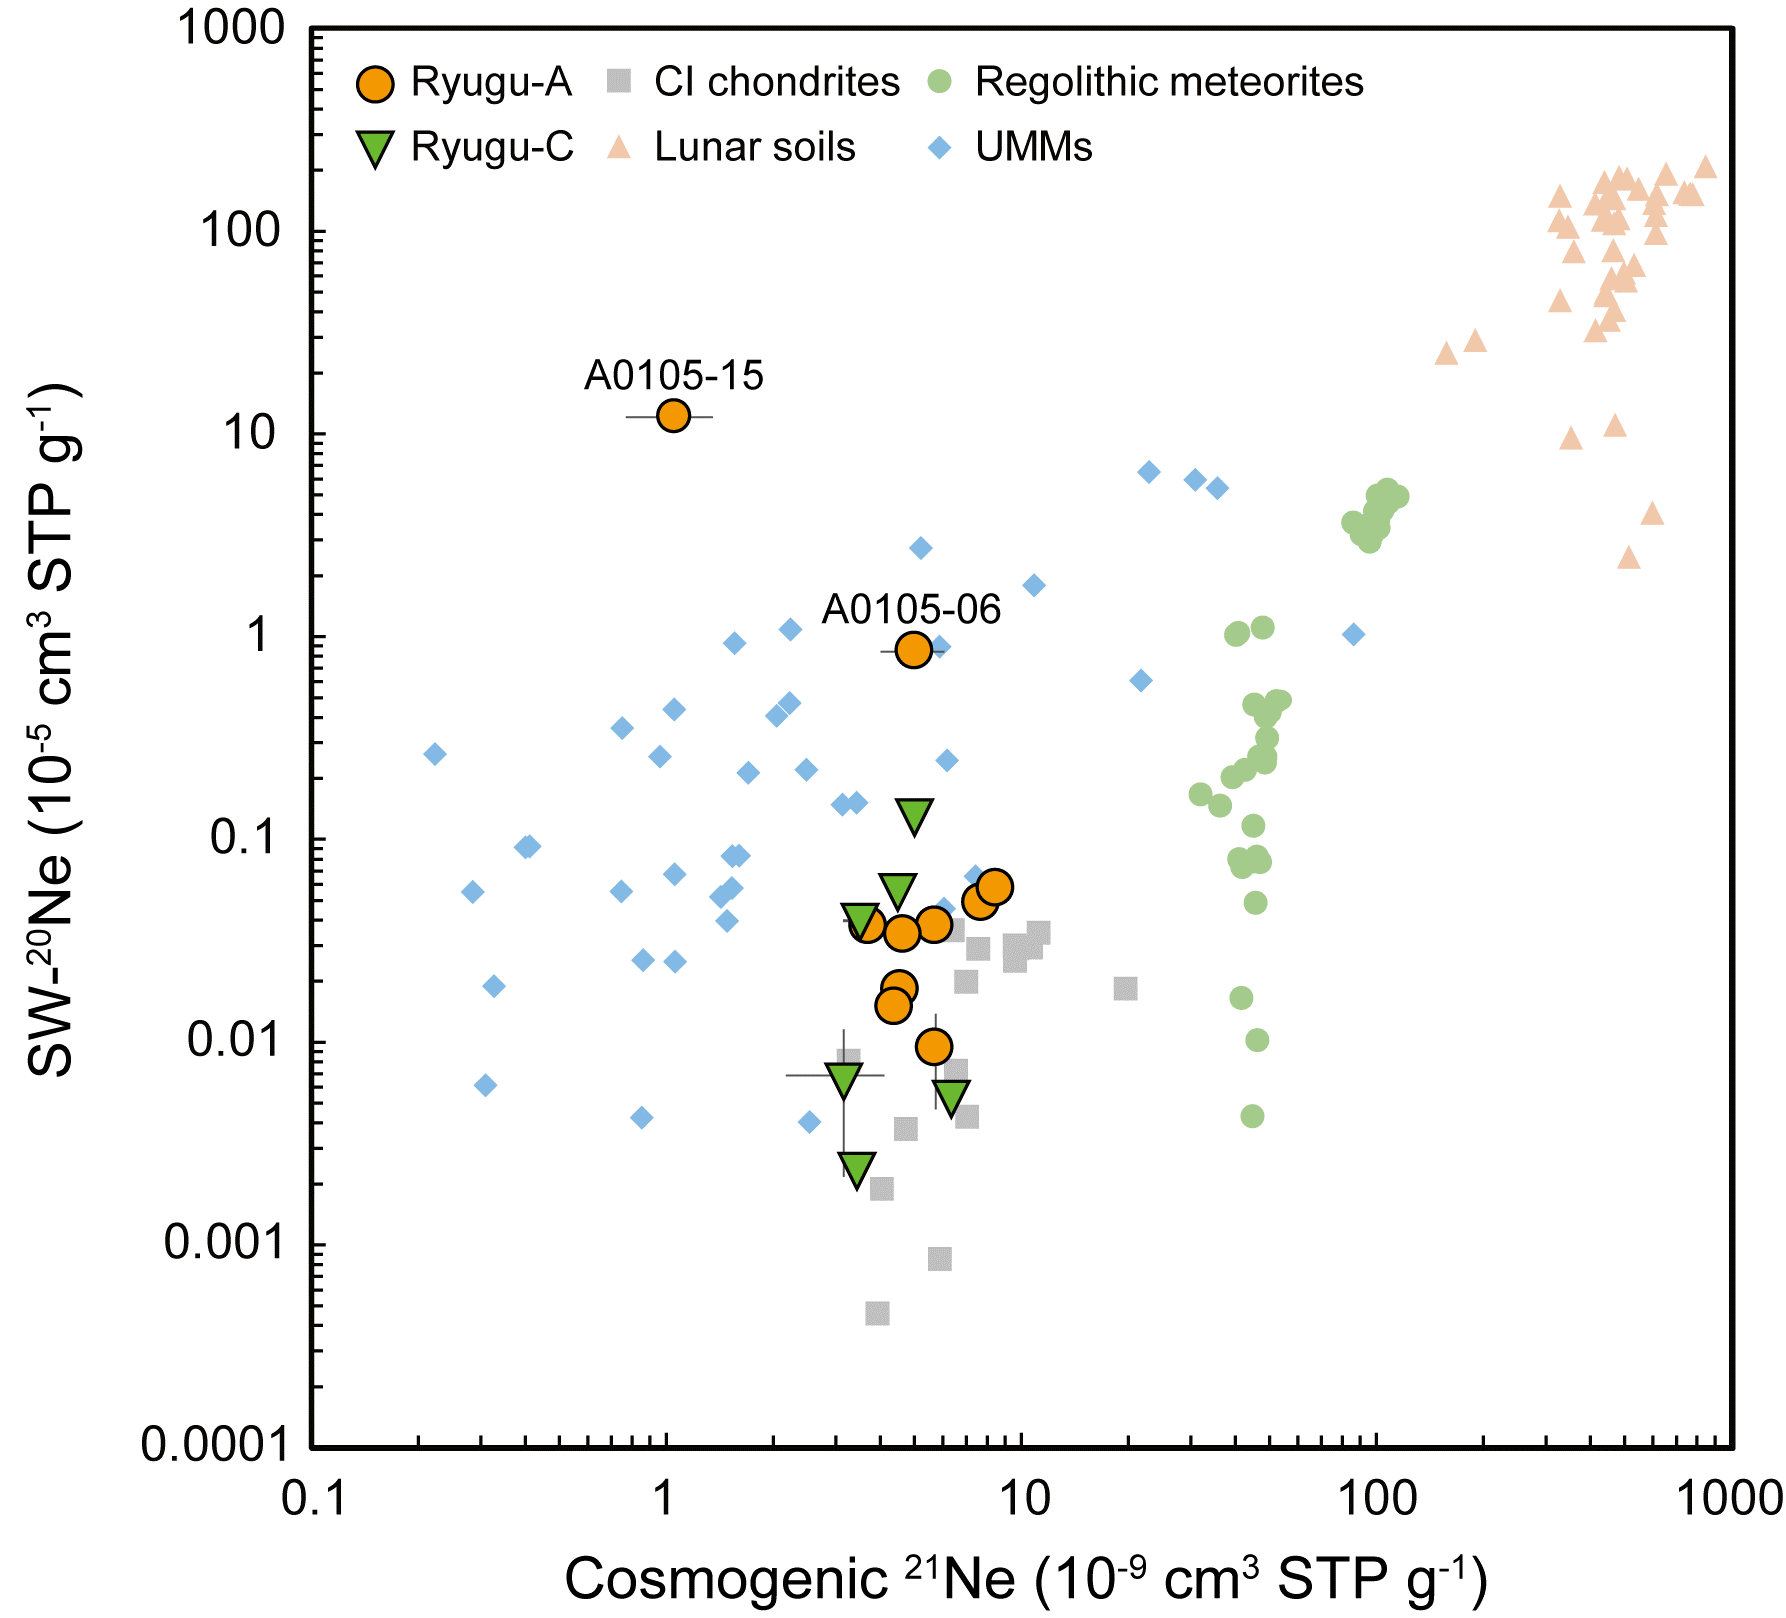 Ryugu-A
CI chondrites
Regolithic meteorites
Ryugu-C
Lunar soils
UMMs
A0105-15
A0105-06
1000
100
10
1
0.1
0.01
0.001
0.0001
0.1
1
10
100
1000
SW-²⁰Ne (10⁻⁵ cm³ STP g⁻¹)
Cosmogenic ²¹Ne (10⁻⁹ cm³ STP g⁻¹)